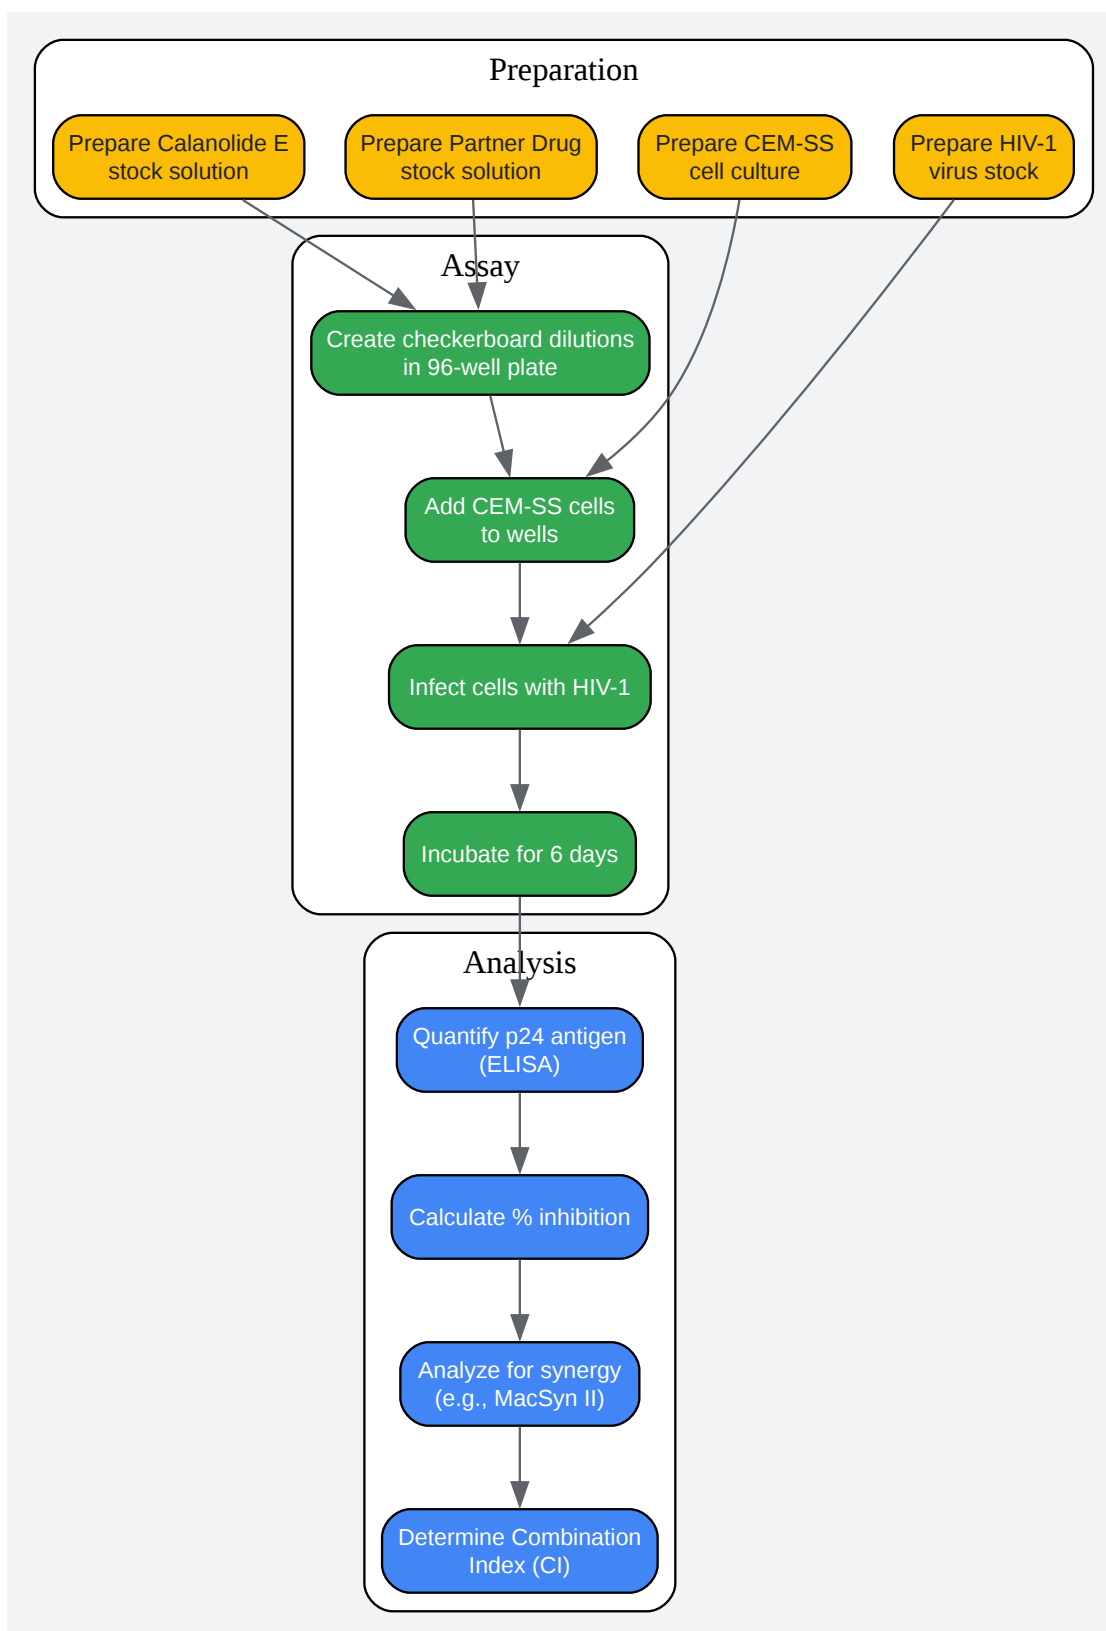 Preparation
Prepare Calanolide E
stock solution
Prepare Partner Drug
stock solution
Prepare CEM-SS
cell culture
Prepare HIV-1
virus stock
Assay
Create checkerboard dilutions
in 96-well plate
Add CEM-SS cells
to wells
Infect cells with HIV-1
Incubate for 6 days
Analysis
Quantify p24 antigen
(ELISA)
Calculate % inhibition
Analyze for synergy
(e.g., MacSyn II)
Determine Combination
Index (CI)